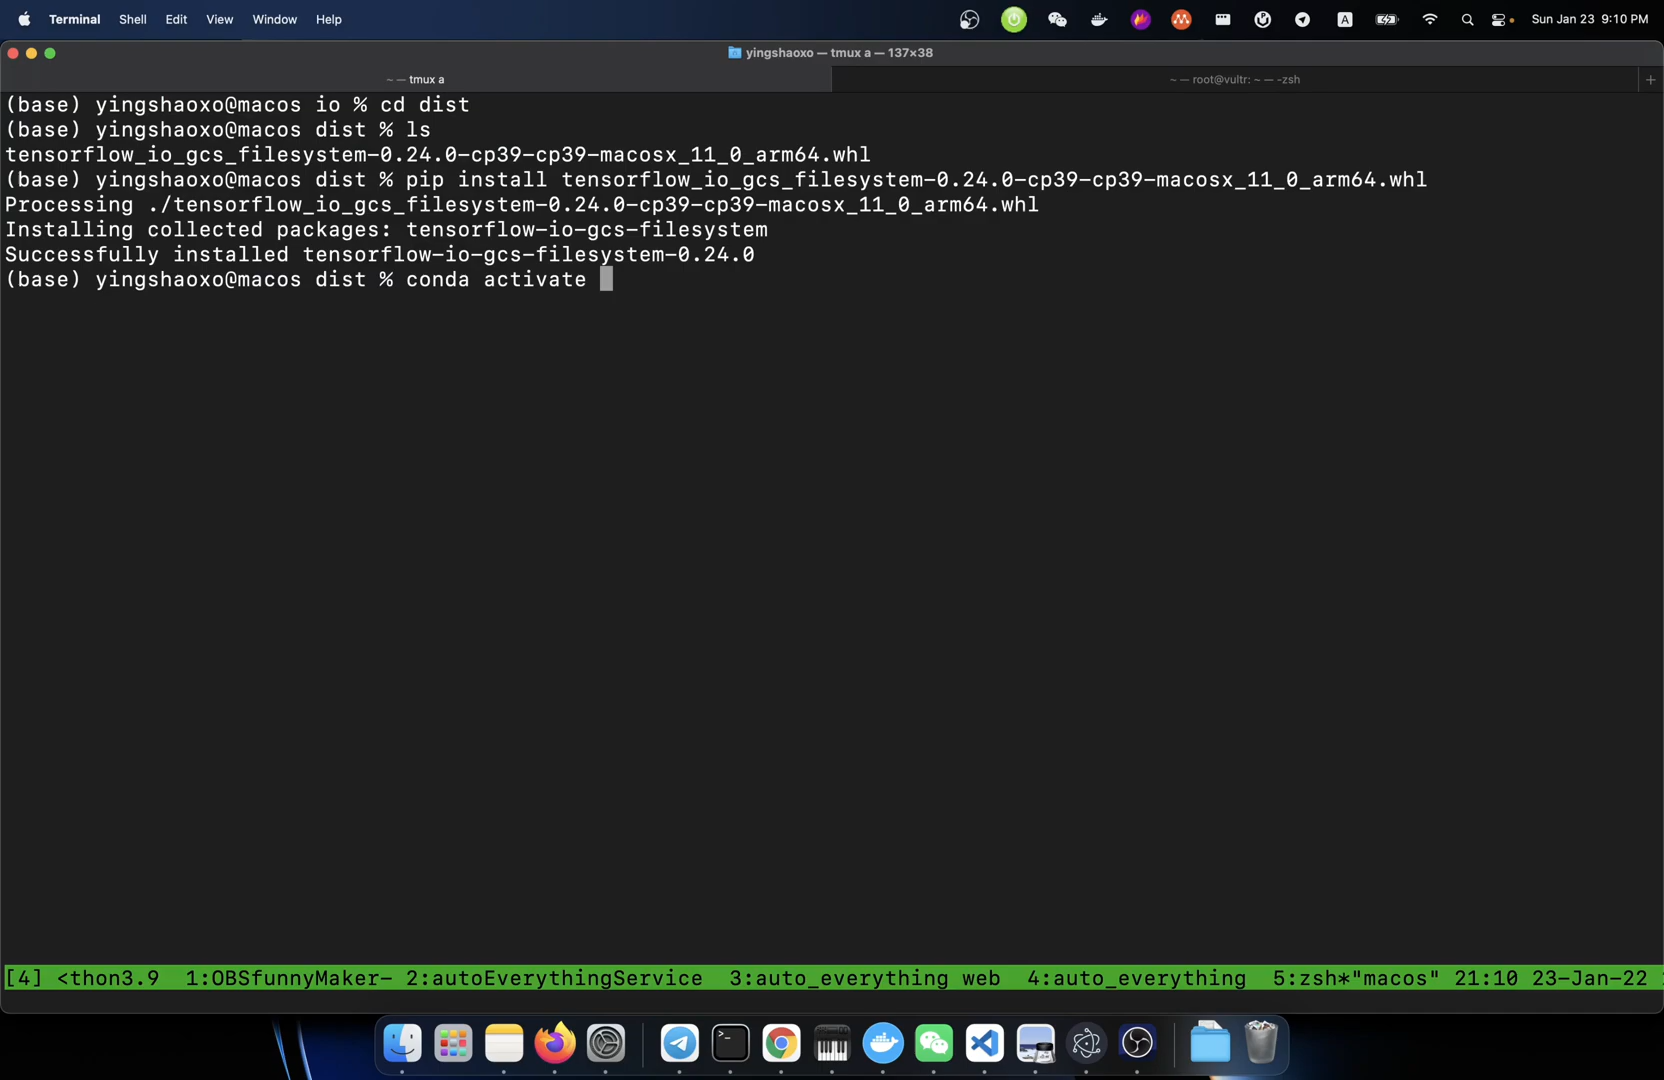 Terminal Shell Edit View Window Help A Sun Jan 23 9:10 PM
yingshaoxo — tmux a — 137×38
~ — tmux a
~ — root@vultr: ~ — -zsh +
(base) yingshaoxo@macos io % cd dist
(base) yingshaoxo@macos dist % ls
tensorflow_io_gcs_filesystem-0.24.0-cp39-cp39-macosx_11_0_arm64.whl
(base) yingshaoxo@macos dist % pip install tensorflow_io_gcs_filesystem-0.24.0-cp39-cp39-macosx_11_0_arm64.whl
Processing ./tensorflow_io_gcs_filesystem-0.24.0-cp39-cp39-macosx_11_0_arm64.whl
Installing collected packages: tensorflow-io-gcs-filesystem
Successfully installed tensorflow-io-gcs-filesystem-0.24.0
(base) yingshaoxo@macos dist % conda activate
[4] <thon3.9 1:OBSfunnyMaker- 2:autoEverythingService 3:auto_everything web 4:auto_everything 5:zsh*"macos" 21:10 23-Jan-22